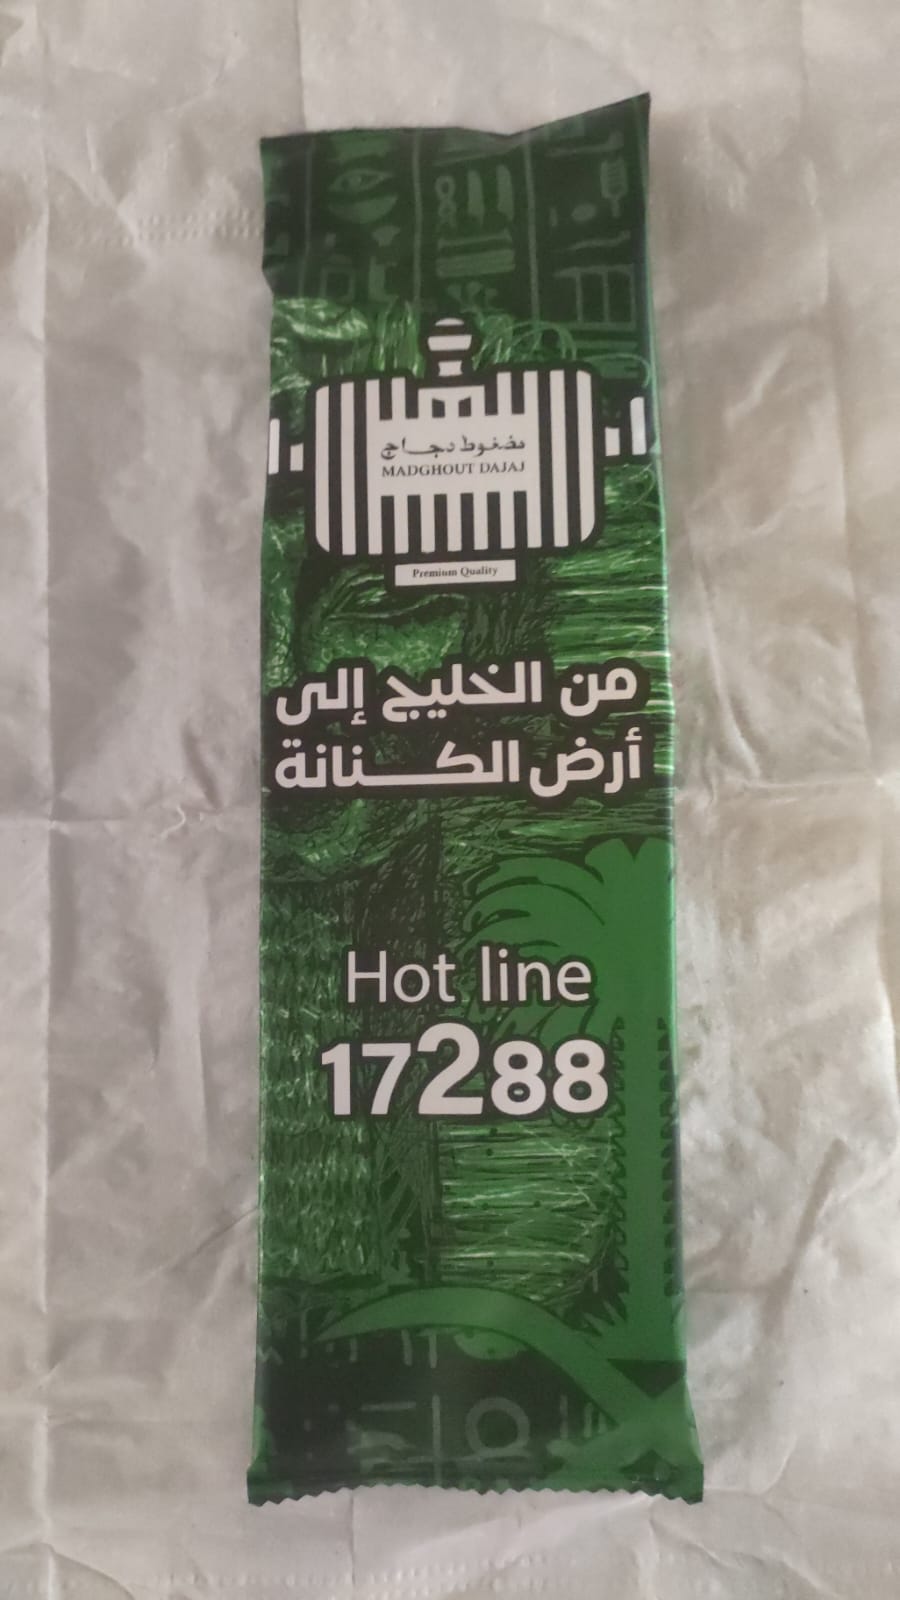 مضغوط دجاج
MADGHOUT DAJAJ
Premium Quality
من الخليج إلى
أرض الكنانة
Hot line
17288